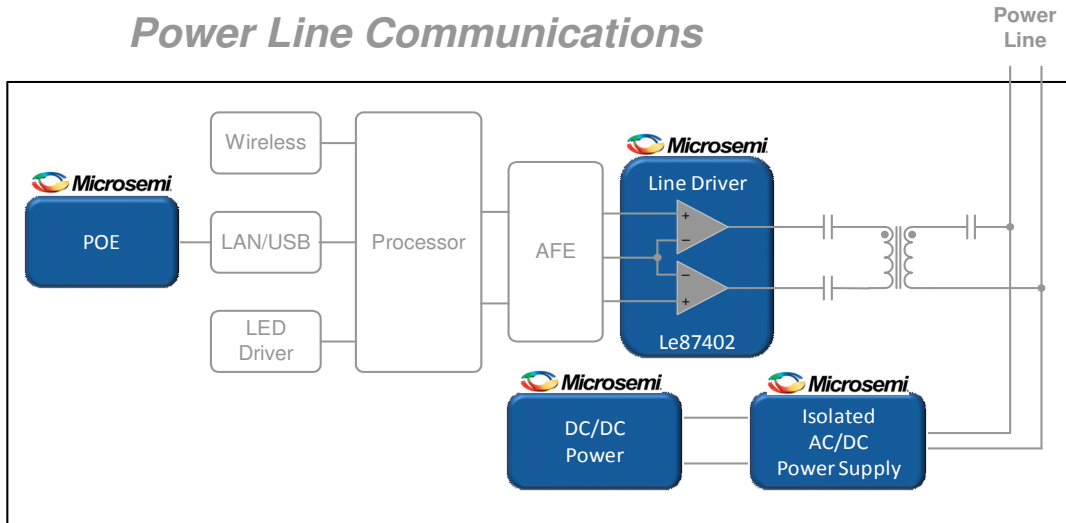 Power Line Communications
Power
Line
Wireless
Microsemi
POE
LAN/USB
LED
Driver
Processor
AFE
Microsemi
Line Driver
+
−
−
+
Le87402
Microsemi
DC/DC
Power
Microsemi
Isolated
AC/DC
Power Supply